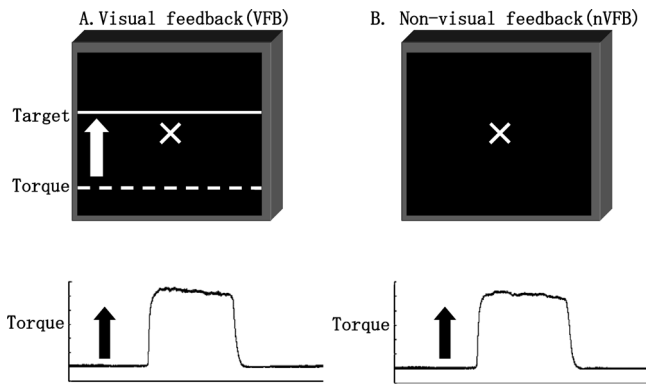 A. Visual feedback(VFB)
B. Non-visual feedback(nVFB)
Target
Torque
Torque
Torque